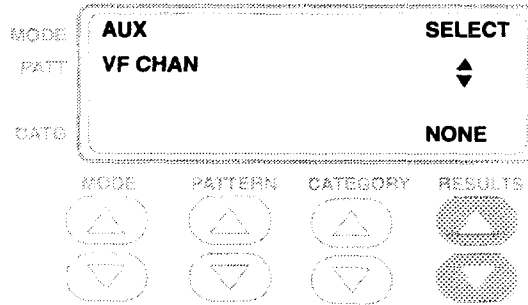 MODE AUX SELECT
PATT VF CHAN
CATG NONE
MODE PATTERN CATEGORY RESULTS